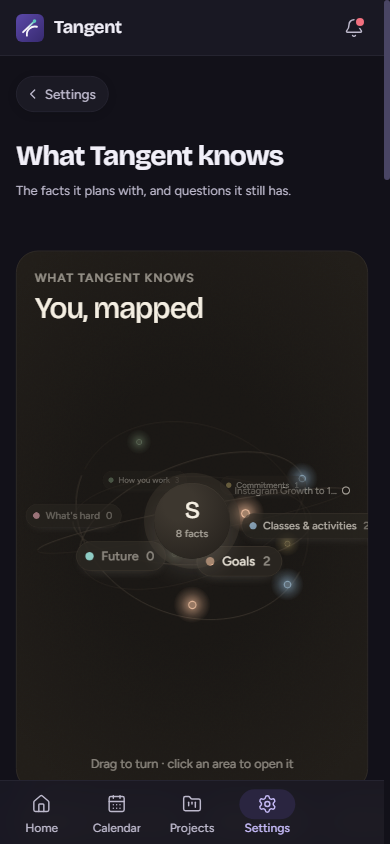 Tangent
Settings
What Tangent knows
The facts it plans with, and questions it still has.
WHAT TANGENT KNOWS
You, mapped
How you work
Commitments
Instagram Growth to 1...
S
8 facts
What's hard 0
Classes & activities 2
Future 0
Goals 2
Drag to turn · click an area to open it
Home
Calendar
Projects
Settings